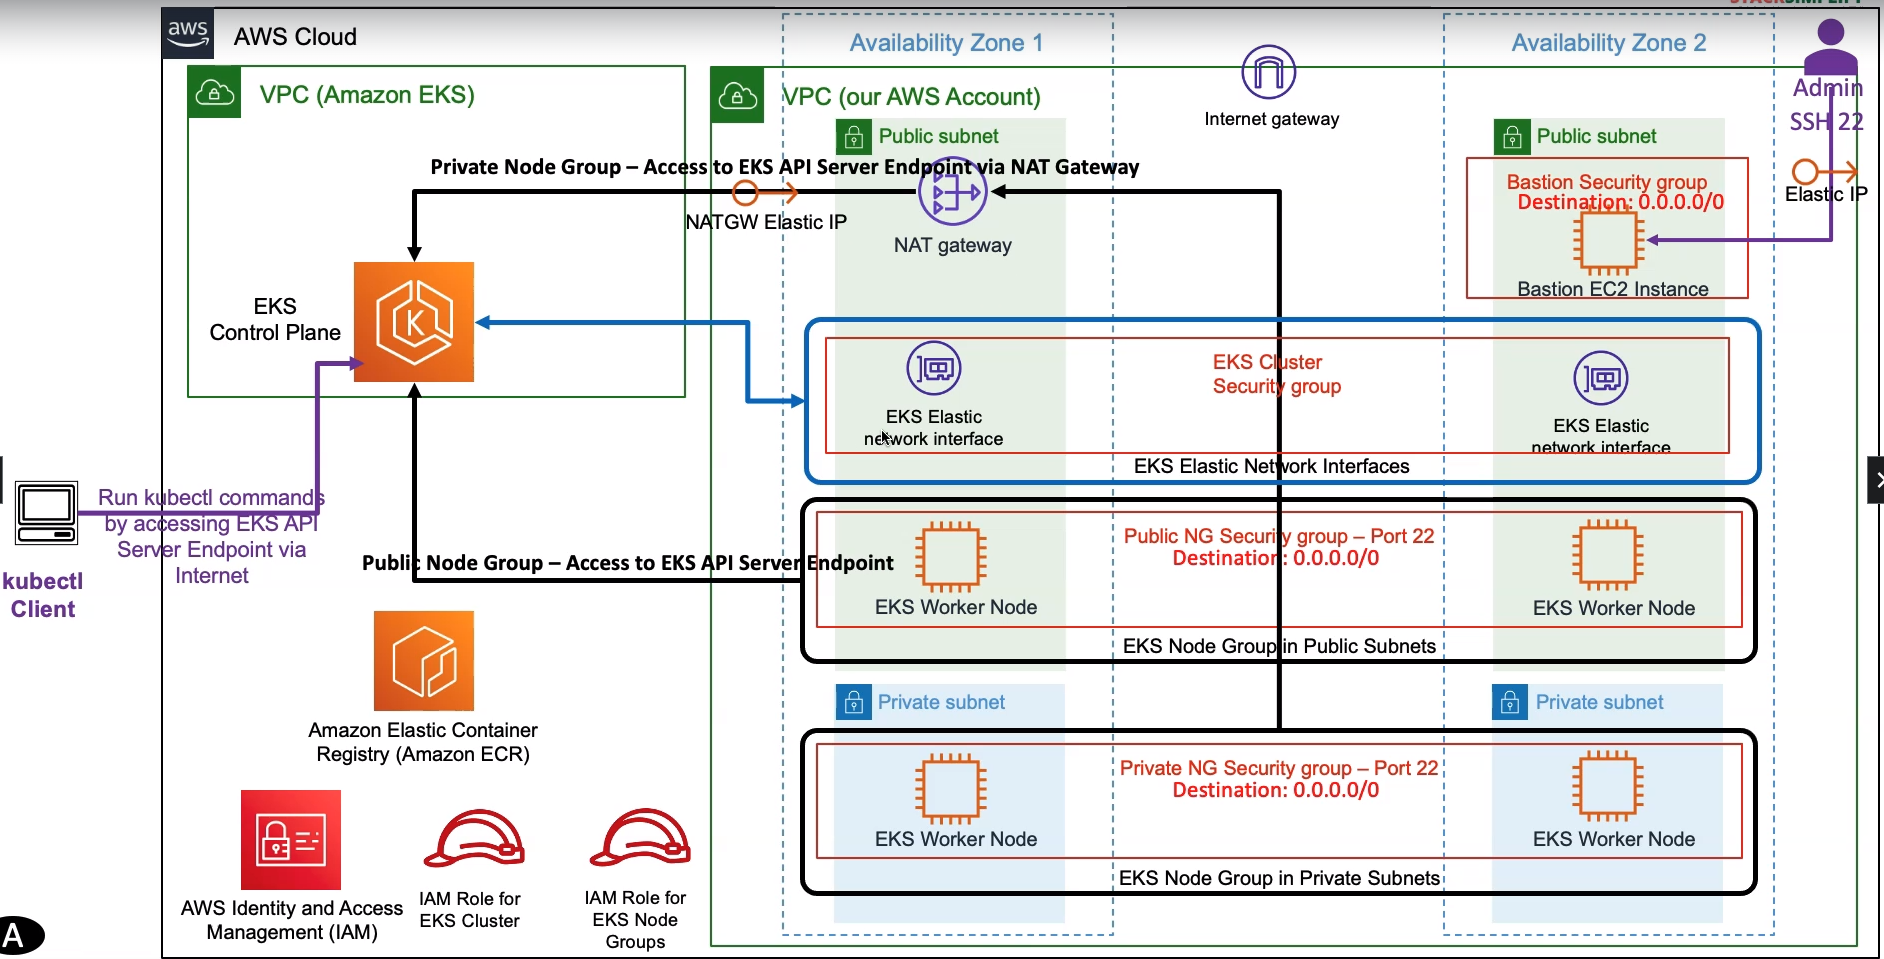 aws
AWS Cloud
Availability Zone 1
Availability Zone 2
VPC (Amazon EKS)
VPC (our AWS Account)
Internet gateway
Admin
SSH 22
Elastic IP
Public subnet
Public subnet
Private Node Group – Access to EKS API Server Endpoint via NAT Gateway
NATGW Elastic IP
NAT gateway
Bastion Security group
Destination: 0.0.0.0/0
Bastion EC2 Instance
EKS
Control Plane
K
EKS Cluster
Security group
EKS Elastic
network interface
EKS Elastic
network interface
EKS Elastic Network Interfaces
Run kubectl commands
by accessing EKS API
Server Endpoint via
Internet
kubectl
Client
Public Node Group – Access to EKS API Server Endpoint
Public NG Security group – Port 22
Destination: 0.0.0.0/0
EKS Worker Node
EKS Worker Node
EKS Node Group in Public Subnets
Amazon Elastic Container
Registry (Amazon ECR)
Private subnet
Private subnet
Private NG Security group – Port 22
Destination: 0.0.0.0/0
EKS Worker Node
EKS Worker Node
EKS Node Group in Private Subnets
AWS Identity and Access
Management (IAM)
IAM Role for
EKS Cluster
IAM Role for
EKS Node
Groups
A